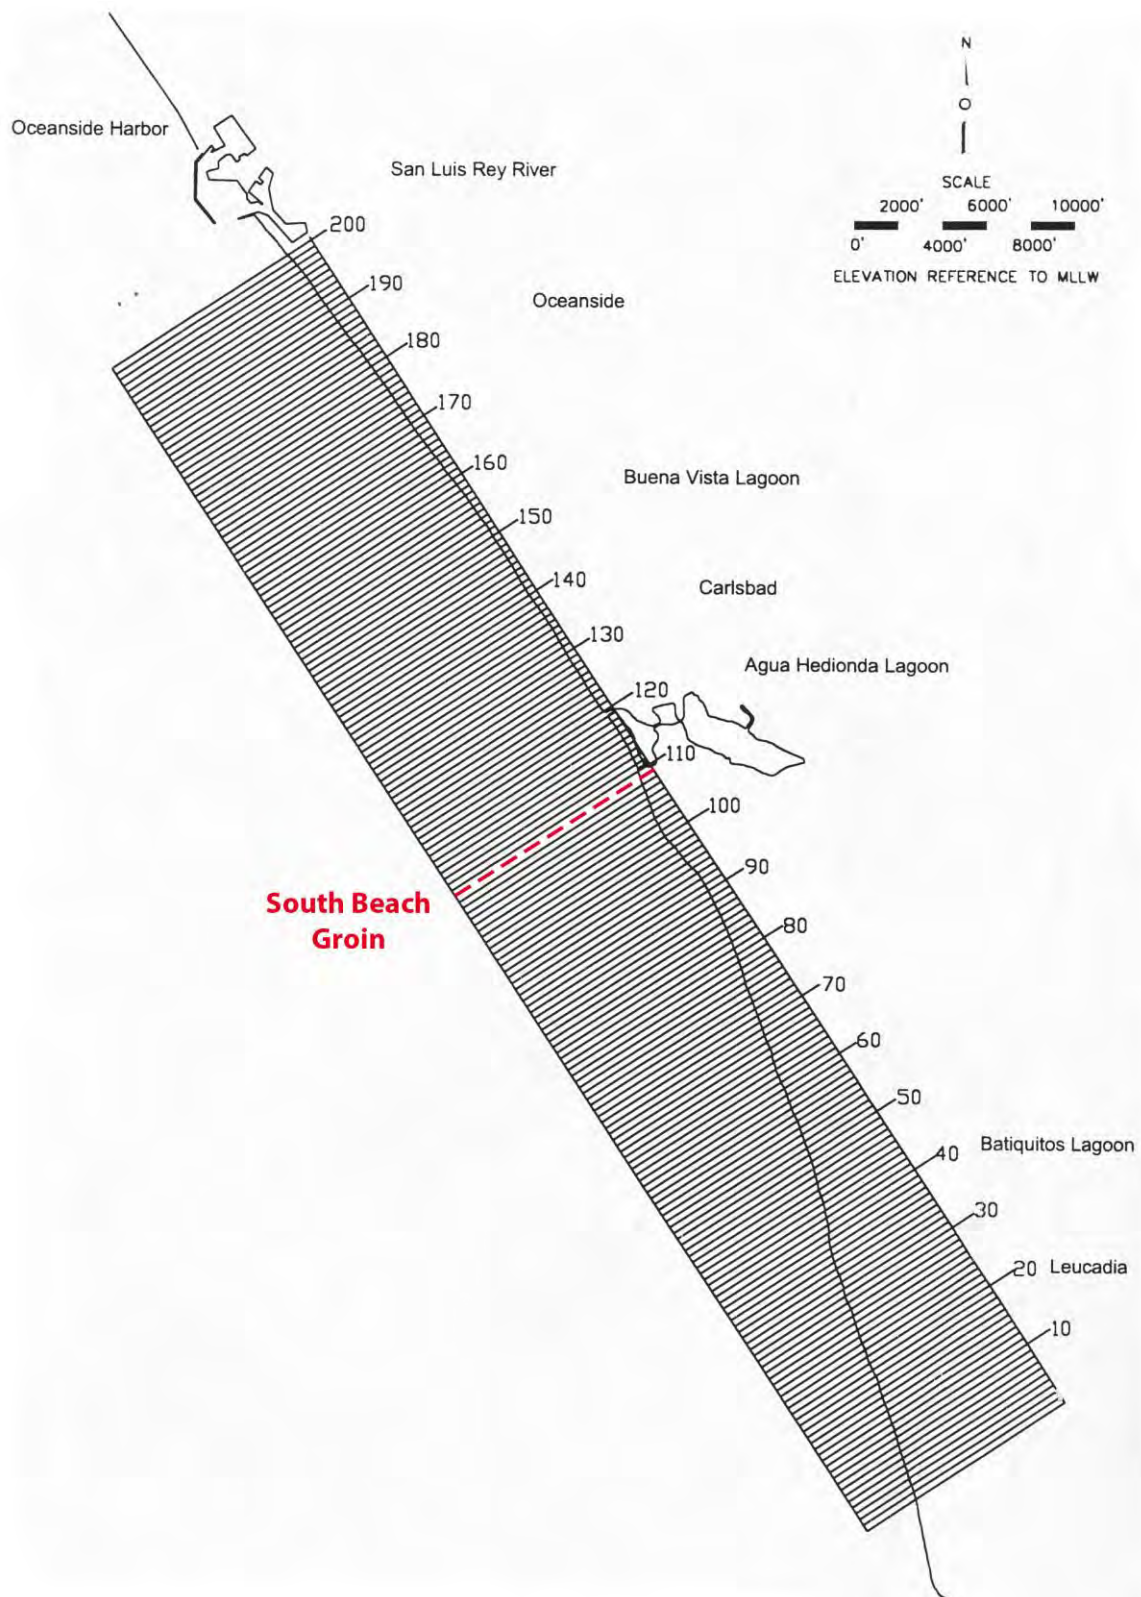 N
Oceanside Harbor
San Luis Rey River
SCALE
2000' 6000' 10000'
0' 4000' 8000'
ELEVATION REFERENCE TO MLLW
200
190
Oceanside
180
170
160
Buena Vista Lagoon
150
140
Carlsbad
130
Agua Hedionda Lagoon
120
110
100
90
South Beach
Groin
80
70
60
50
Batiquitos Lagoon
40
30
20
Leucadia
10